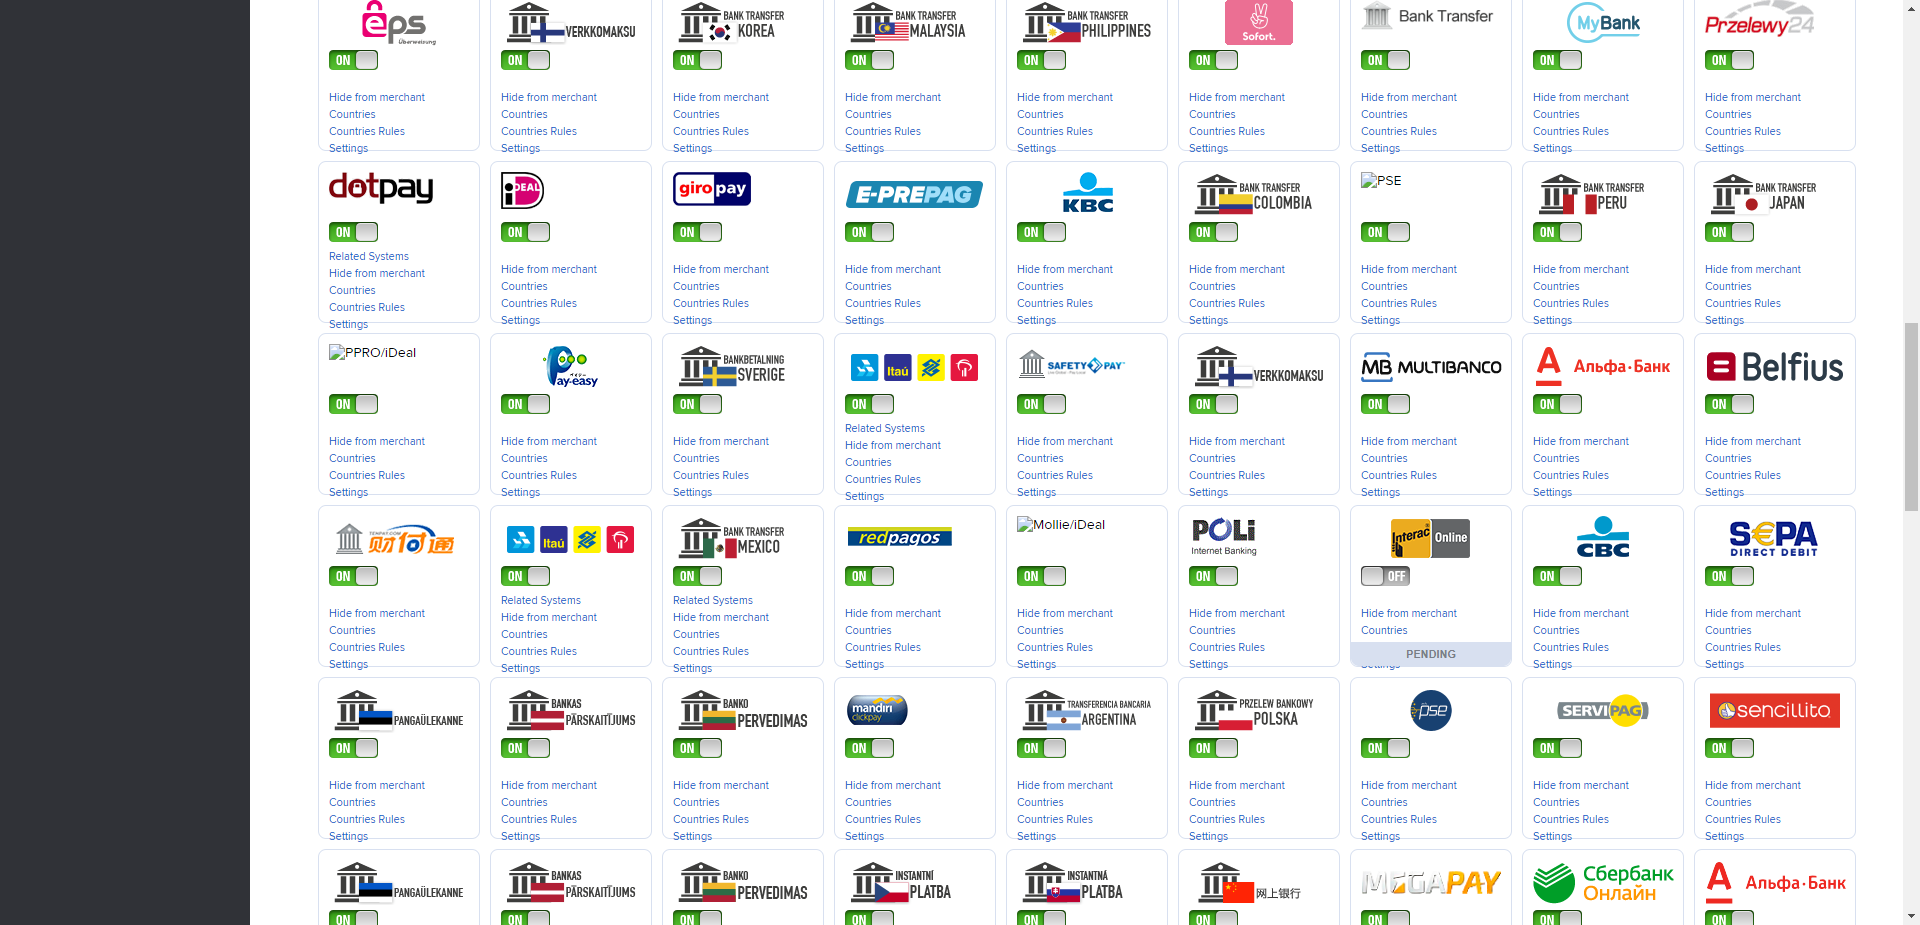 eps
Überweisung
VERKKOMAKSU
BANK TRANSFER
KOREA
BANK TRANSFER
MALAYSIA
BANK TRANSFER
PHILIPPINES
Sofort.
Bank Transfer
MyBank
Przelewy24
ON ON ON ON ON ON ON ON ON
Hide from merchant Hide from merchant Hide from merchant Hide from merchant Hide from merchant Hide from merchant Hide from merchant Hide from merchant Hide from merchant
Countries Countries Countries Countries Countries Countries Countries Countries Countries
Countries Rules Countries Rules Countries Rules Countries Rules Countries Rules Countries Rules Countries Rules Countries Rules Countries Rules
Settings Settings Settings Settings Settings Settings Settings Settings Settings
dotpay
iDEAL
giropay
E-PREPAG
KBC
BANK TRANSFER
COLOMBIA
PSE
BANK TRANSFER
PERU
BANK TRANSFER
JAPAN
ON ON ON ON ON ON ON ON ON
Related Systems
Hide from merchant Hide from merchant Hide from merchant Hide from merchant Hide from merchant Hide from merchant Hide from merchant Hide from merchant Hide from merchant
Countries Countries Countries Countries Countries Countries Countries Countries Countries
Countries Rules Countries Rules Countries Rules Countries Rules Countries Rules Countries Rules Countries Rules Countries Rules Countries Rules
Settings Settings Settings Settings Settings Settings Settings Settings Settings
PPRO/iDeal
ペイジー
Pay-easy
BANKBETALNING
SVERIGE
Itaú
SAFETYPAY
VERKKOMAKSU
MB MULTIBANCO
Альфа·Банк
Belfius
ON ON ON ON ON ON ON ON ON
Related Systems
Hide from merchant Hide from merchant Hide from merchant Hide from merchant Hide from merchant Hide from merchant Hide from merchant Hide from merchant Hide from merchant
Countries Countries Countries Countries Countries Countries Countries Countries Countries
Countries Rules Countries Rules Countries Rules Countries Rules Countries Rules Countries Rules Countries Rules Countries Rules Countries Rules
Settings Settings Settings Settings Settings Settings Settings Settings Settings
TENPAY.COM
财付通
Itaú
BANK TRANSFER
MEXICO
redpagos
Mollie/iDeal
POLi
Internet Banking
Interac Online
CBC
SEPA
DIRECT DEBIT
ON ON ON ON ON ON OFF ON ON
Related Systems Related Systems
Hide from merchant Hide from merchant Hide from merchant Hide from merchant Hide from merchant Hide from merchant Hide from merchant Hide from merchant Hide from merchant
Countries Countries Countries Countries Countries Countries Countries Countries Countries
Countries Rules Countries Rules Countries Rules Countries Rules Countries Rules Countries Rules PENDING Countries Rules Countries Rules
Settings Settings Settings Settings Settings Settings Settings Settings Settings
PANGAÜLEKANNE
BANKAS
PĀRSKAITĪJUMS
BANKO
PERVEDIMAS
mandiri
clickpay
TRANSFERENCIA BANCARIA
ARGENTINA
PRZELEW BANKOWY
POLSKA
pse
SERVIPAG
sencillito
ON ON ON ON ON ON ON ON ON
Hide from merchant Hide from merchant Hide from merchant Hide from merchant Hide from merchant Hide from merchant Hide from merchant Hide from merchant Hide from merchant
Countries Countries Countries Countries Countries Countries Countries Countries Countries
Countries Rules Countries Rules Countries Rules Countries Rules Countries Rules Countries Rules Countries Rules Countries Rules Countries Rules
Settings Settings Settings Settings Settings Settings Settings Settings Settings
PANGAÜLEKANNE
BANKAS
PĀRSKAITĪJUMS
BANKO
PERVEDIMAS
INSTANTNÍ
PLATBA
INSTANTNÁ
PLATBA
网上银行
MEGAPAY
Сбербанк
Онлайн
Альфа·Банк
ON ON ON ON ON ON ON ON ON